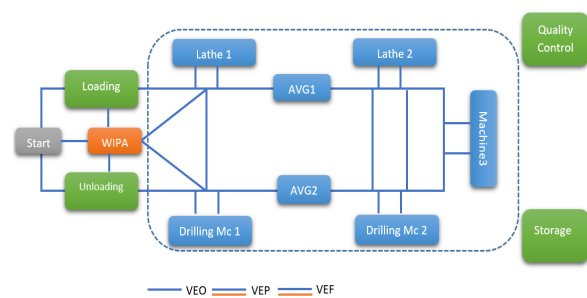 Lathe 1
Lathe 2
Quality
Control
Loading
AVG1
Start
WIPA
Machine3
Unloading
AVG2
Drilling Mc 1
Drilling Mc 2
Storage
VEO
VEP
VEF